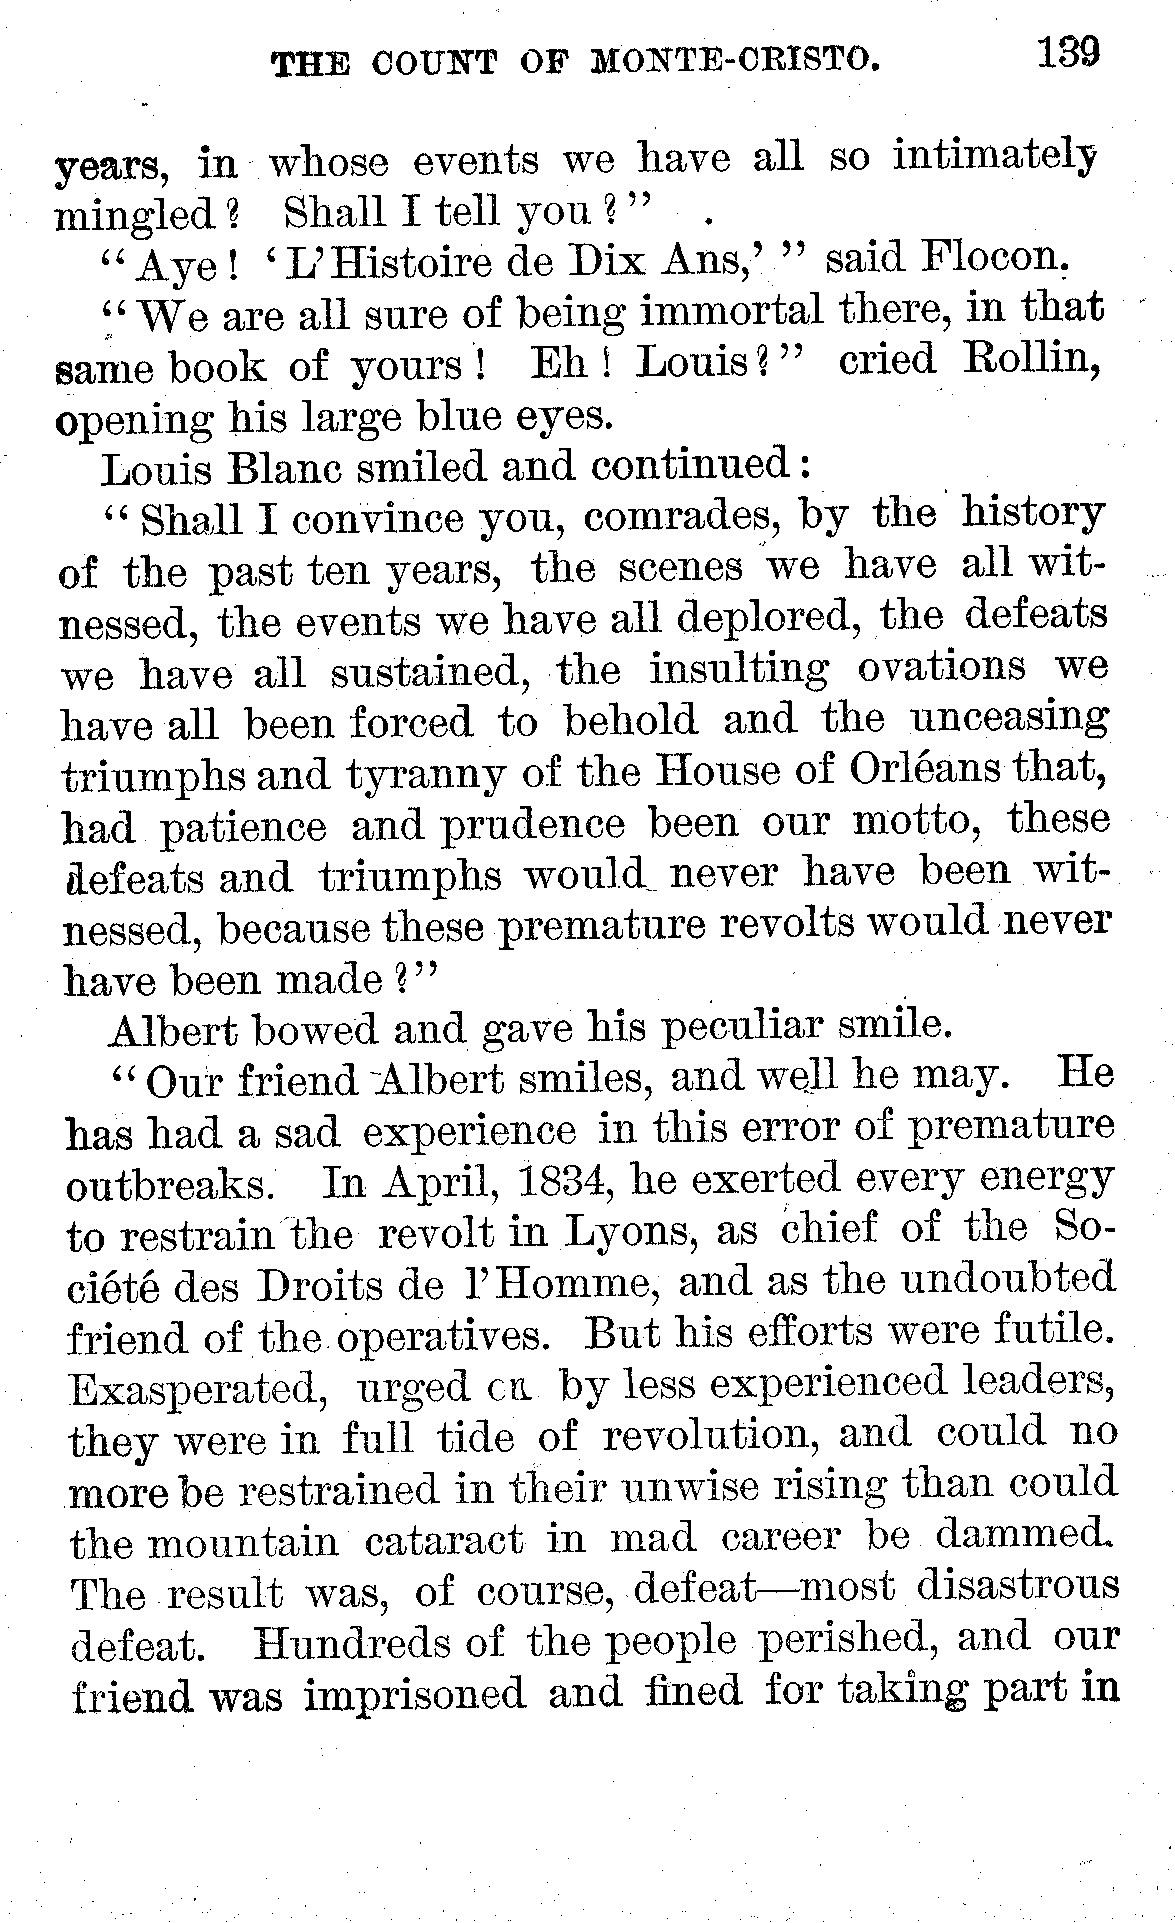 THE COUNT OF MONTE-CRISTO. 139
years, in whose events we have all so intimately
mingled? Shall I tell you?"
"Aye! 'L'Histoire de Dix Ans,'" said Flocon.
"We are all sure of being immortal there, in that
same book of yours! Eh! Louis?" cried Rollin,
opening his large blue eyes.
Louis Blanc smiled and continued:
"Shall I convince you, comrades, by the history
of the past ten years, the scenes we have all wit-
nessed, the events we have all deplored, the defeats
we have all sustained, the insulting ovations we
have all been forced to behold and the unceasing
triumphs and tyranny of the House of Orléans that,
had patience and prudence been our motto, these
defeats and triumphs would never have been wit-
nessed, because these premature revolts would never
have been made?"
Albert bowed and gave his peculiar smile.
"Our friend Albert smiles, and well he may. He
has had a sad experience in this error of premature
outbreaks. In April, 1834, he exerted every energy
to restrain the revolt in Lyons, as chief of the So-
ciété des Droits de l'Homme, and as the undoubted
friend of the operatives. But his efforts were futile.
Exasperated, urged on by less experienced leaders,
they were in full tide of revolution, and could no
more be restrained in their unwise rising than could
the mountain cataract in mad career be dammed.
The result was, of course, defeat—most disastrous
defeat. Hundreds of the people perished, and our
friend was imprisoned and fined for taking part in